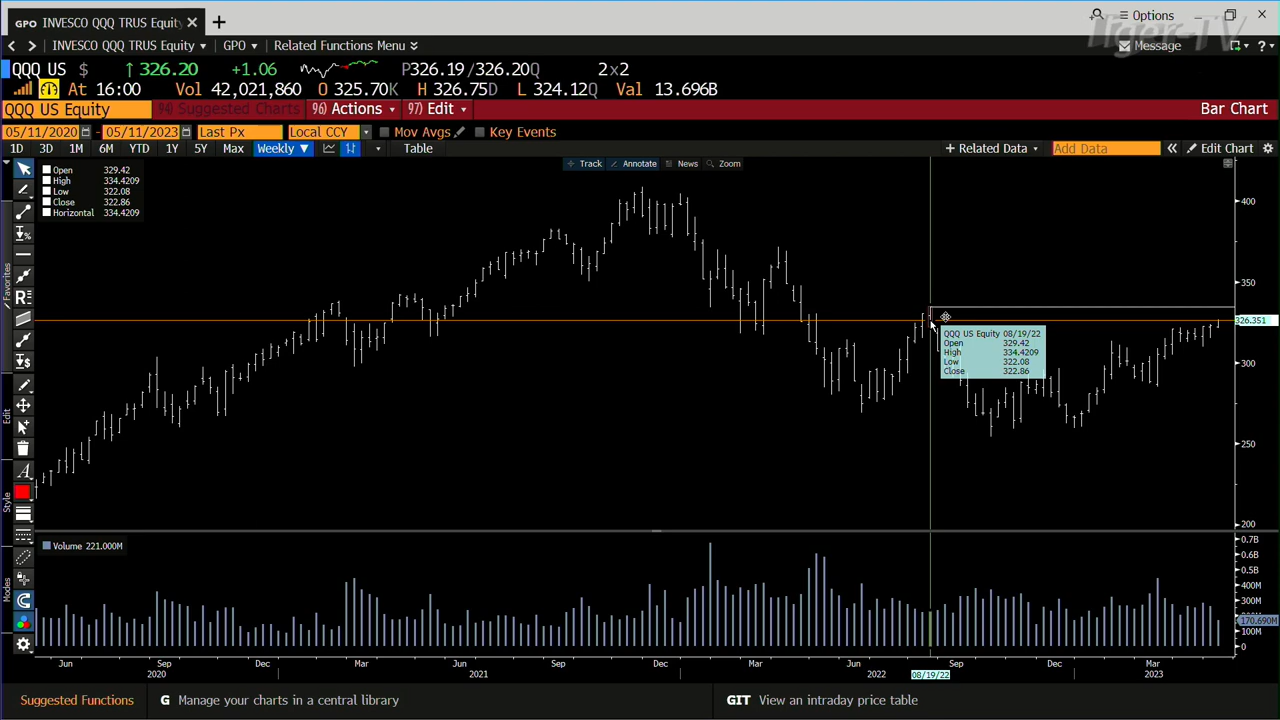 GPO INVESCO QQQ TRUS Equity
Options
Tiger-TV
INVESCO QQQ TRUS Equity GPO Related Functions Menu
Message ?
QQQ US $ ↑ 326.20 +1.06 P326.19/326.20Q 2x2
At 16:00 Vol 42,021,860 O 325.70K H 326.75D L 324.12Q Val 13.696B
QQQ US Equity 94) Suggested Charts 96) Actions 97) Edit Bar Chart
05/11/2020 - 05/11/2023 Last Px Local CCY Mov Avgs Key Events
1D 3D 1M 6M YTD 1Y 5Y Max Weekly Table + Related Data Add Data Edit Chart
Track Annotate News Zoom
Open 329.42
High 334.4209
Low 322.08
Close 322.86
Horizontal 334.4209
400
350
326.351
300
250
200
QQQ US Equity 08/19/22
Open 329.42
High 334.4209
Low 322.08
Close 322.86
Favorites
Edit
Style
Modes
Volume 221.000M
0.7B
0.6B
0.5B
400M
300M
170.690M
100M
0
Jun Sep Dec Mar Jun Sep Dec Mar Jun Sep Dec Mar
2020 2021 2022 08/19/22 2023
Suggested Functions G Manage your charts in a central library GIT View an intraday price table